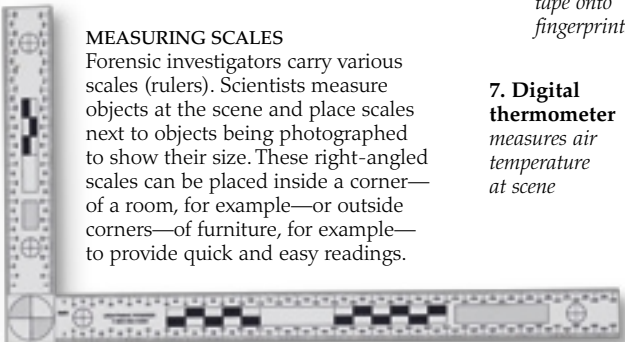 MEASURING SCALES
Forensic investigators carry various
scales (rulers). Scientists measure
objects at the scene and place scales
next to objects being photographed
to show their size. These right-angled
scales can be placed inside a corner—
of a room, for example—or outside
corners—of furniture, for example—
to provide quick and easy readings.
tape onto
fingerprint
7. Digital
thermometer
measures air
temperature
at scene